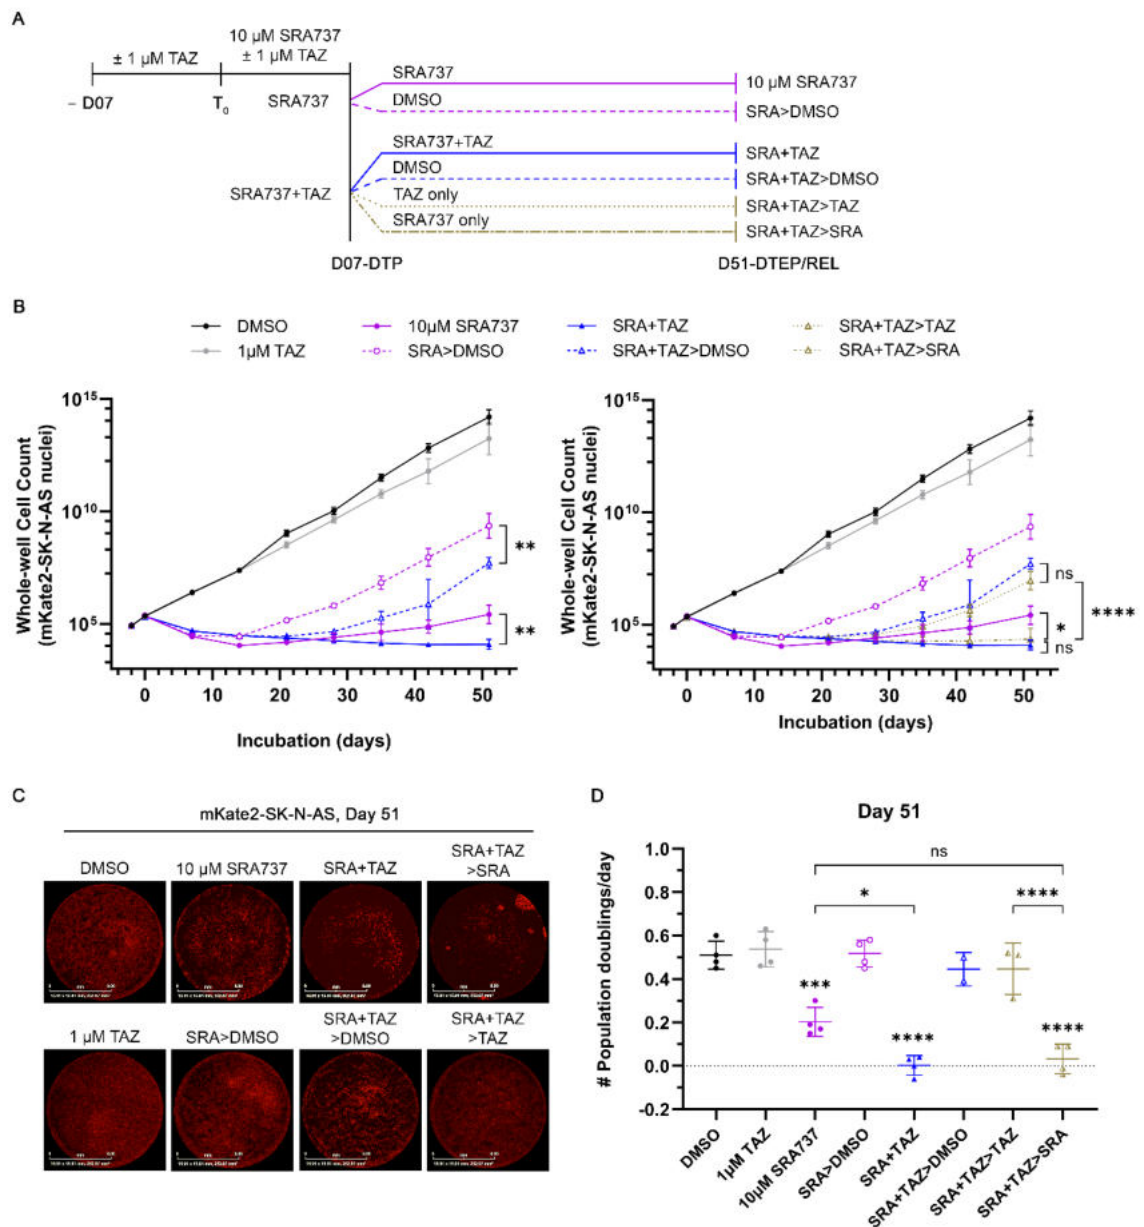 A
10 µM SRA737
± 1 µM TAZ
± 1 µM TAZ
– D07
T0
SRA737
SRA737
10 µM SRA737
DMSO
SRA>DMSO
SRA737+TAZ
SRA+TAZ
DMSO
SRA+TAZ>DMSO
SRA737+TAZ
TAZ only
SRA+TAZ>TAZ
SRA737 only
SRA+TAZ>SRA
D07-DTP
D51-DTEP/REL
B
DMSO
10µM SRA737
SRA+TAZ
SRA+TAZ>TAZ
1µM TAZ
SRA>DMSO
SRA+TAZ>DMSO
SRA+TAZ>SRA
Whole-well Cell Count
(mKate2-SK-N-AS nuclei)
10^15
10^10
10^5
**
**
0 10 20 30 40 50
Incubation (days)
Whole-well Cell Count
(mKate2-SK-N-AS nuclei)
10^15
10^10
10^5
ns
****
*
ns
0 10 20 30 40 50
Incubation (days)
C
mKate2-SK-N-AS, Day 51
DMSO
10 µM SRA737
SRA+TAZ
SRA+TAZ
>SRA
1 µM TAZ
SRA>DMSO
SRA+TAZ
>DMSO
SRA+TAZ
>TAZ
D
Day 51
# Population doublings/day
1.0
0.8
0.6
0.4
0.2
0.0
-0.2
ns
*
****
***
****
****
DMSO
1µM TAZ
10µM SRA737
SRA>DMSO
SRA+TAZ
SRA+TAZ>DMSO
SRA+TAZ>TAZ
SRA+TAZ>SRA